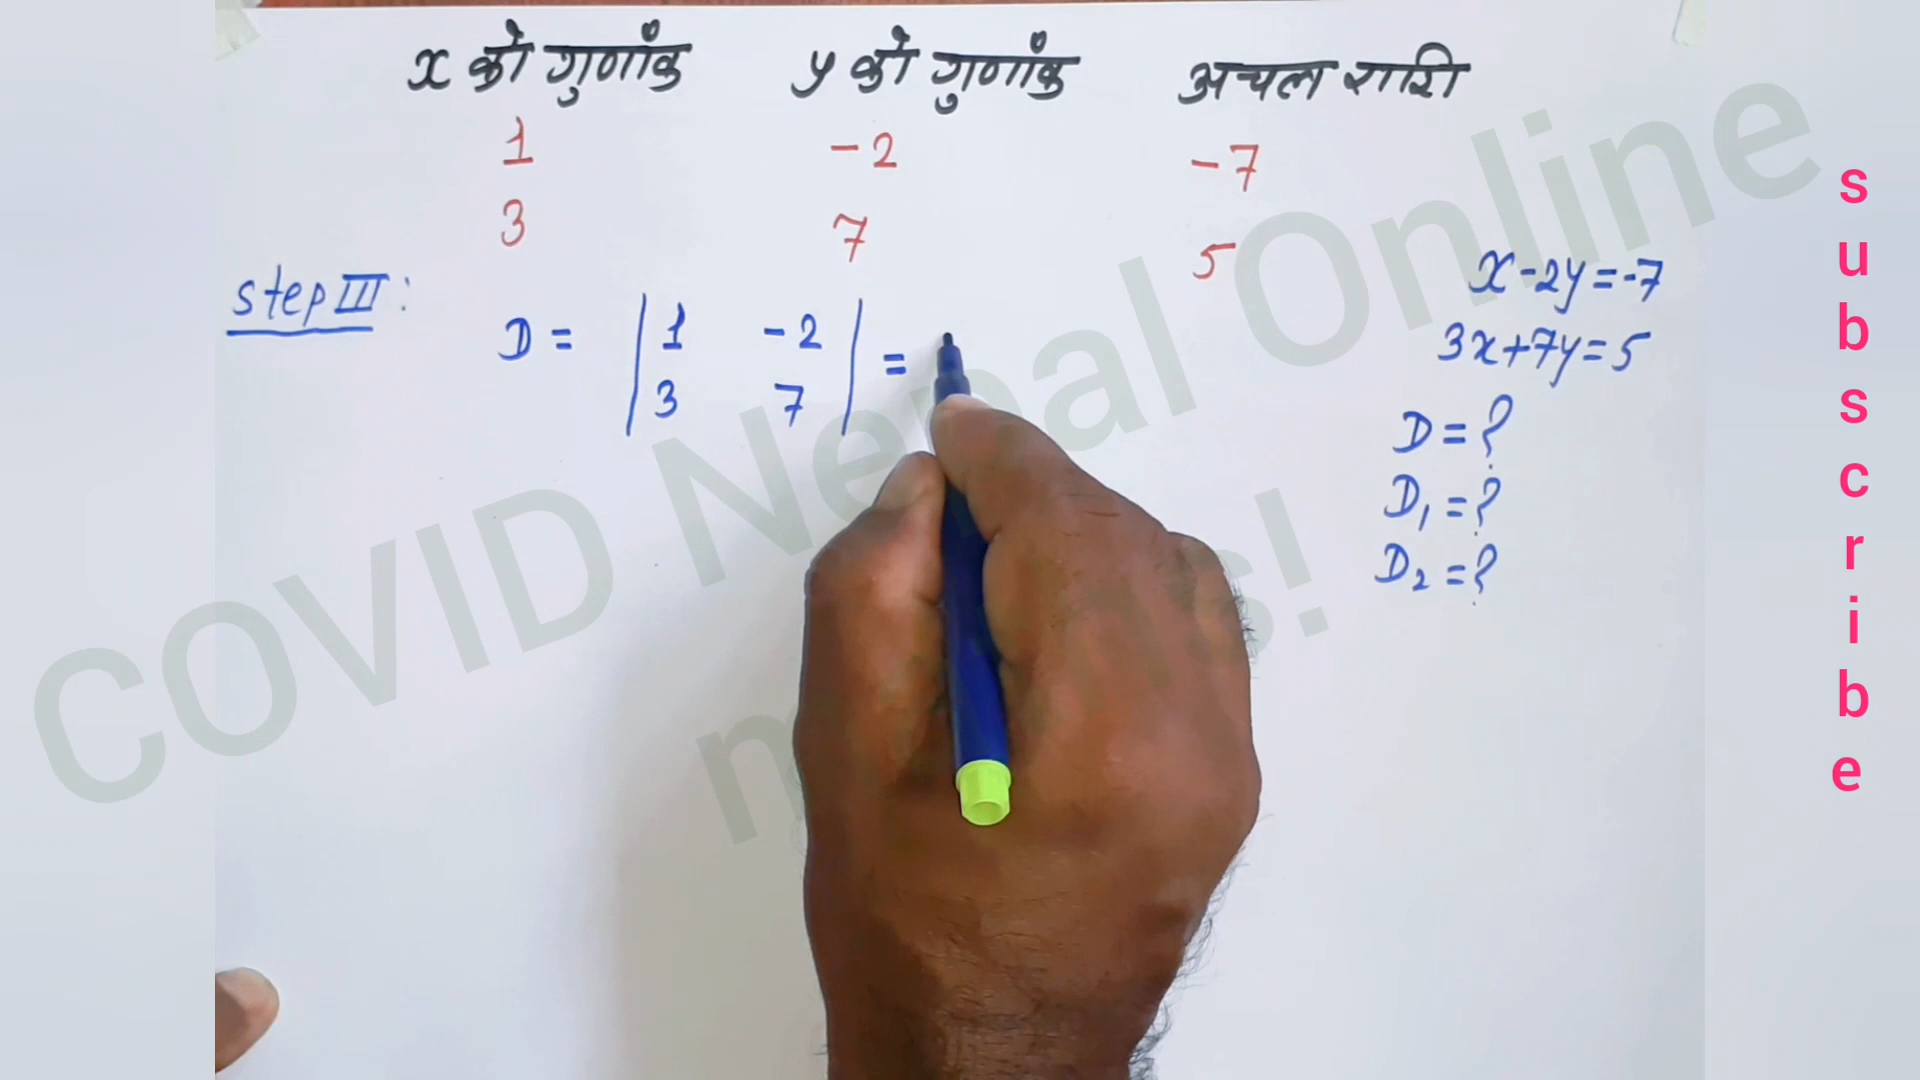 x को गुणांक y को गुणांक अचल राशि
1 -2 -7
3 7 5
step III:
D = | 1 -2 | =
| 3 7 |
x-2y=-7
3x+7y=5
D=?
D₁=?
D₂=?
COVID Nepal Online
subscribe